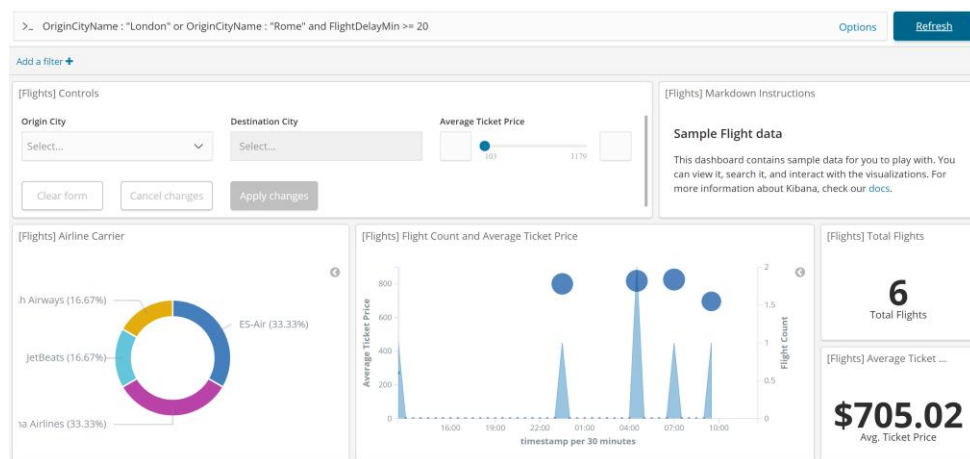 >_ OriginCityName : "London" or OriginCityName : "Rome" and FlightDelayMin >= 20
Options
Refresh
Add a filter +
[Flights] Controls
Origin City
Select...
Destination City
Select...
Average Ticket Price
103
1179
Clear form
Cancel changes
Apply changes
[Flights] Markdown Instructions
Sample Flight data
This dashboard contains sample data for you to play with. You
can view it, search it, and interact with the visualizations. For
more information about Kibana, check our docs.
[Flights] Airline Carrier
h Airways (16.67%)
ES-Air (33.33%)
JetBeats (16.67%)
na Airlines (33.33%)
[Flights] Flight Count and Average Ticket Price
Average Ticket Price
800
600
400
200
0
2
1.5
1
0.5
0
Flight Count
16:00
19:00
22:00
01:00
04:00
07:00
10:00
timestamp per 30 minutes
[Flights] Total Flights
6
Total Flights
[Flights] Average Ticket ...
$705.02
Avg. Ticket Price